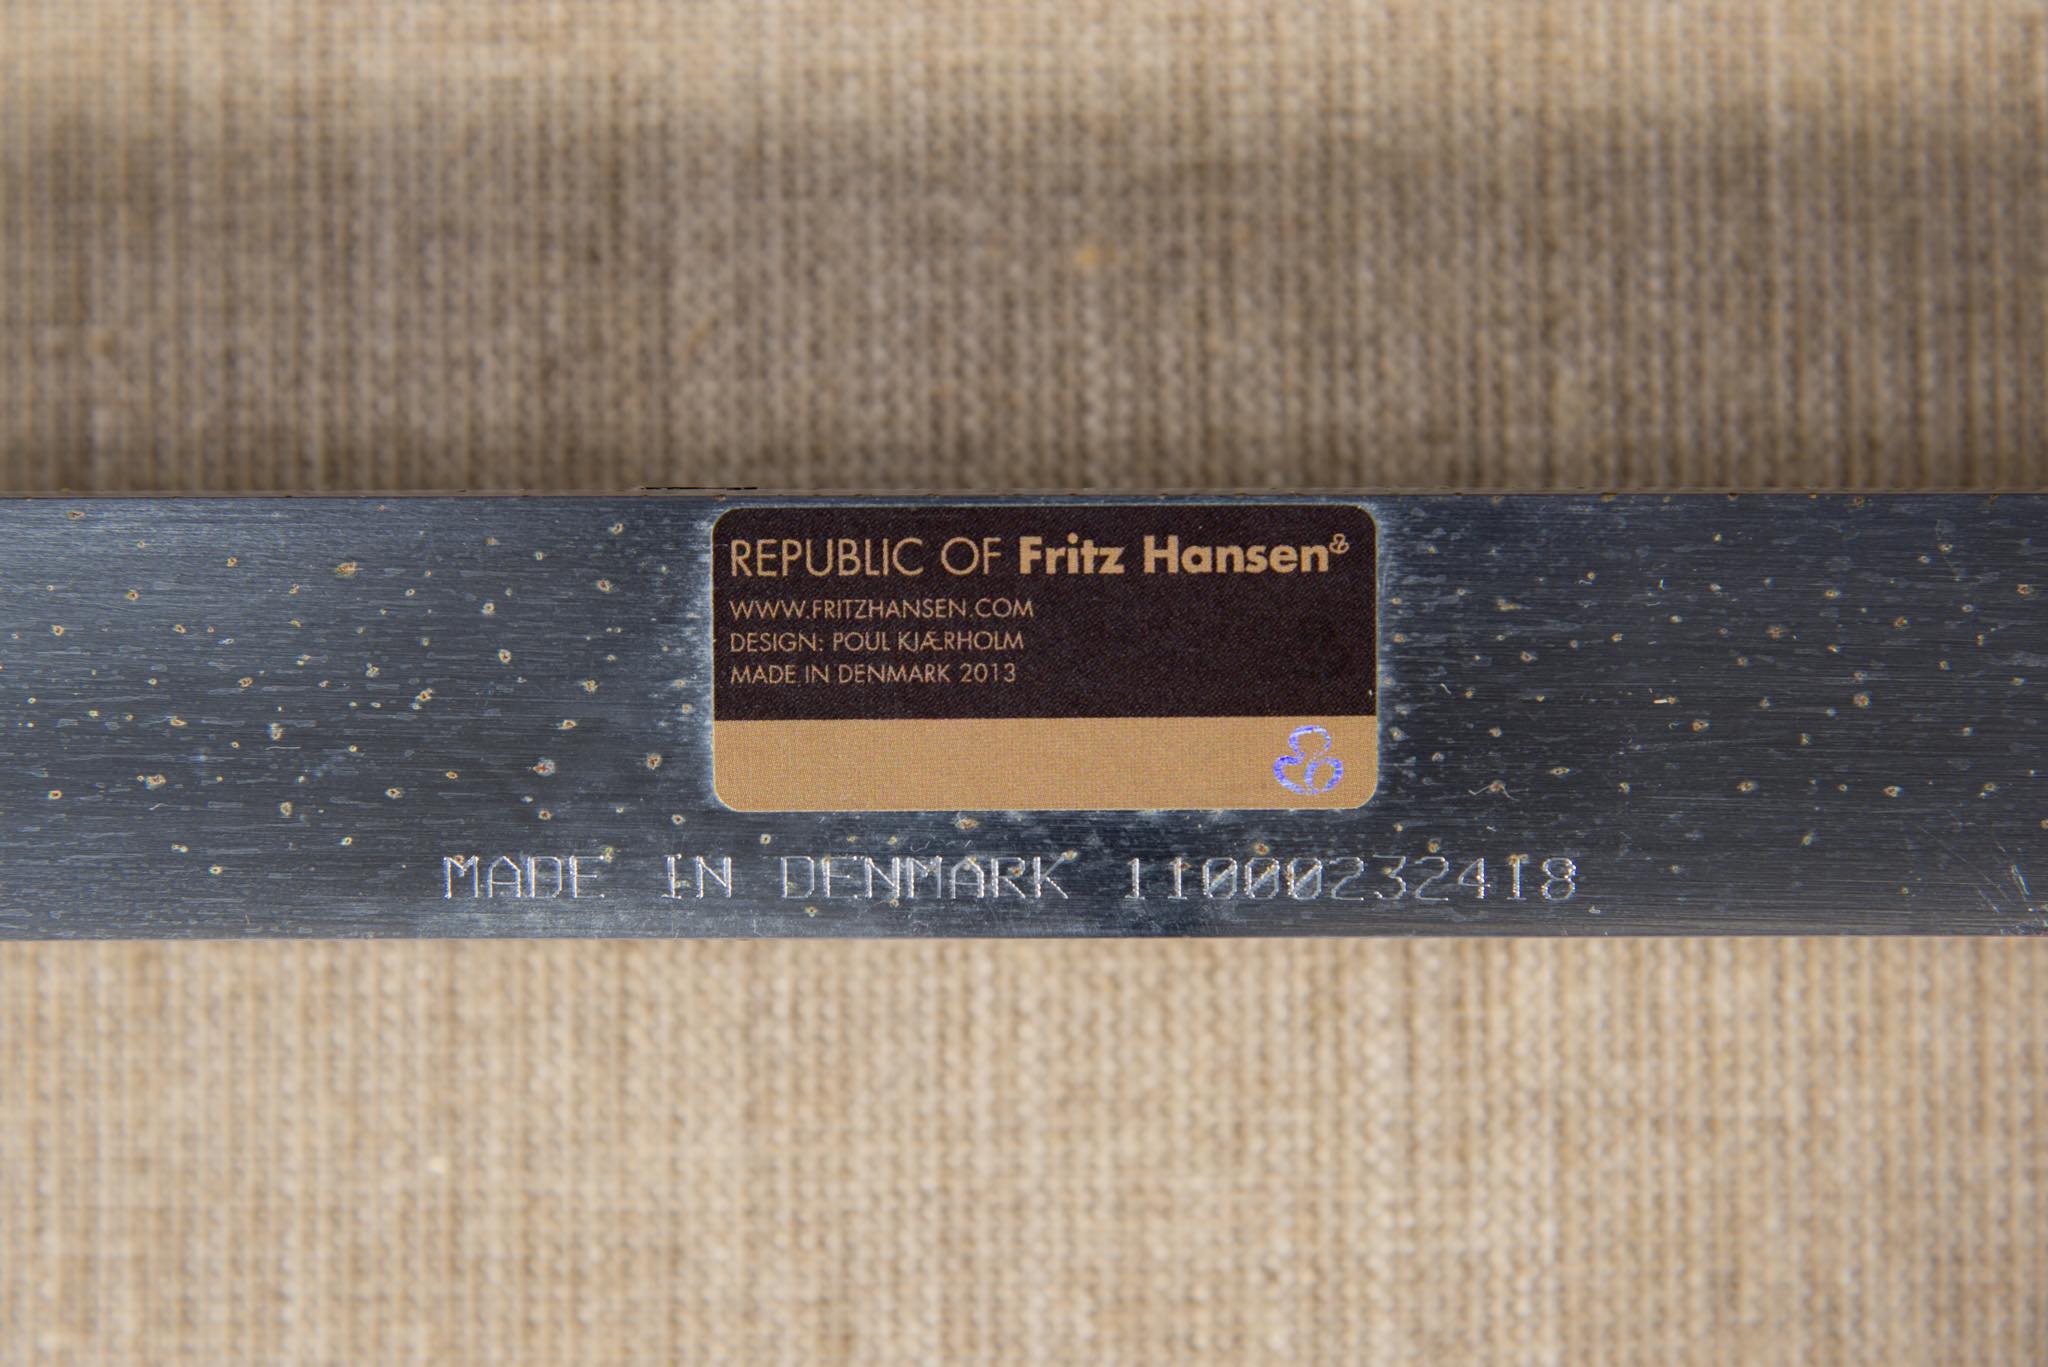 REPUBLIC OF Fritz Hansen
WWW.FRITZHANSEN.COM
DESIGN: POUL KJÆRHOLM
MADE IN DENMARK 2013
MADE IN DENMARK 11000232418